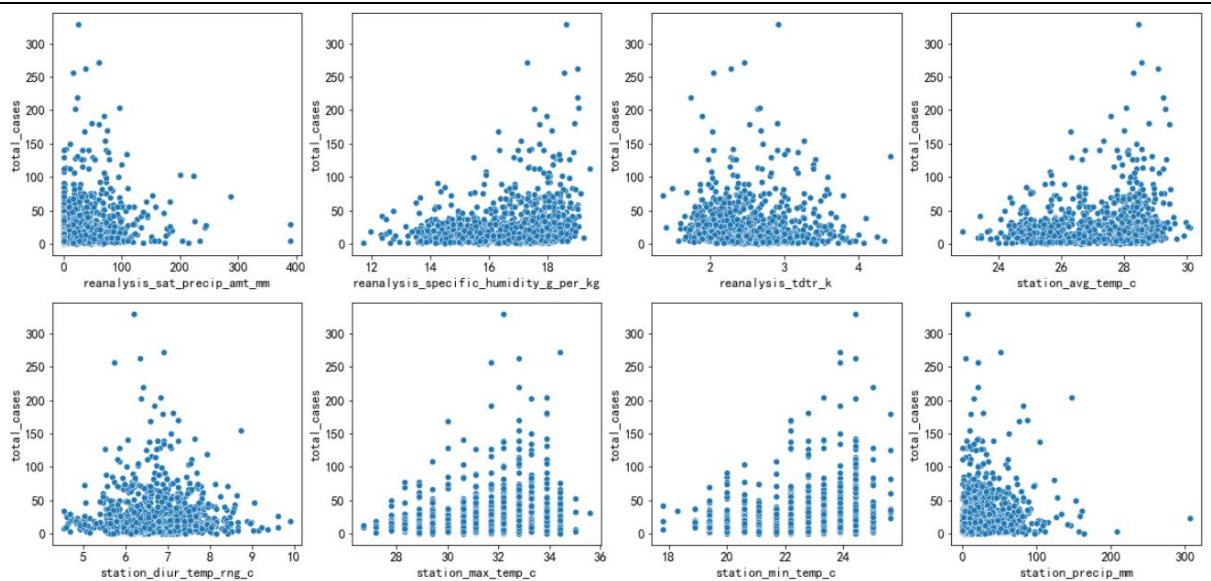 300
250
200
150
100
50
0
total_cases
0 100 200 300 400
reanalysis_sat_precip_amt_mm
300
250
200
150
100
50
0
total_cases
12 14 16 18
reanalysis_specific_humidity_g_per_kg
300
250
200
150
100
50
0
total_cases
2 3 4
reanalysis_tdtr_k
300
250
200
150
100
50
0
total_cases
24 26 28 30
station_avg_temp_c
300
250
200
150
100
50
0
total_cases
5 6 7 8 9 10
station_diur_temp_rng_c
300
250
200
150
100
50
0
total_cases
28 30 32 34 36
station_max_temp_c
300
250
200
150
100
50
0
total_cases
18 20 22 24
station_min_temp_c
300
250
200
150
100
50
0
total_cases
0 100 200 300
station_precip_mm